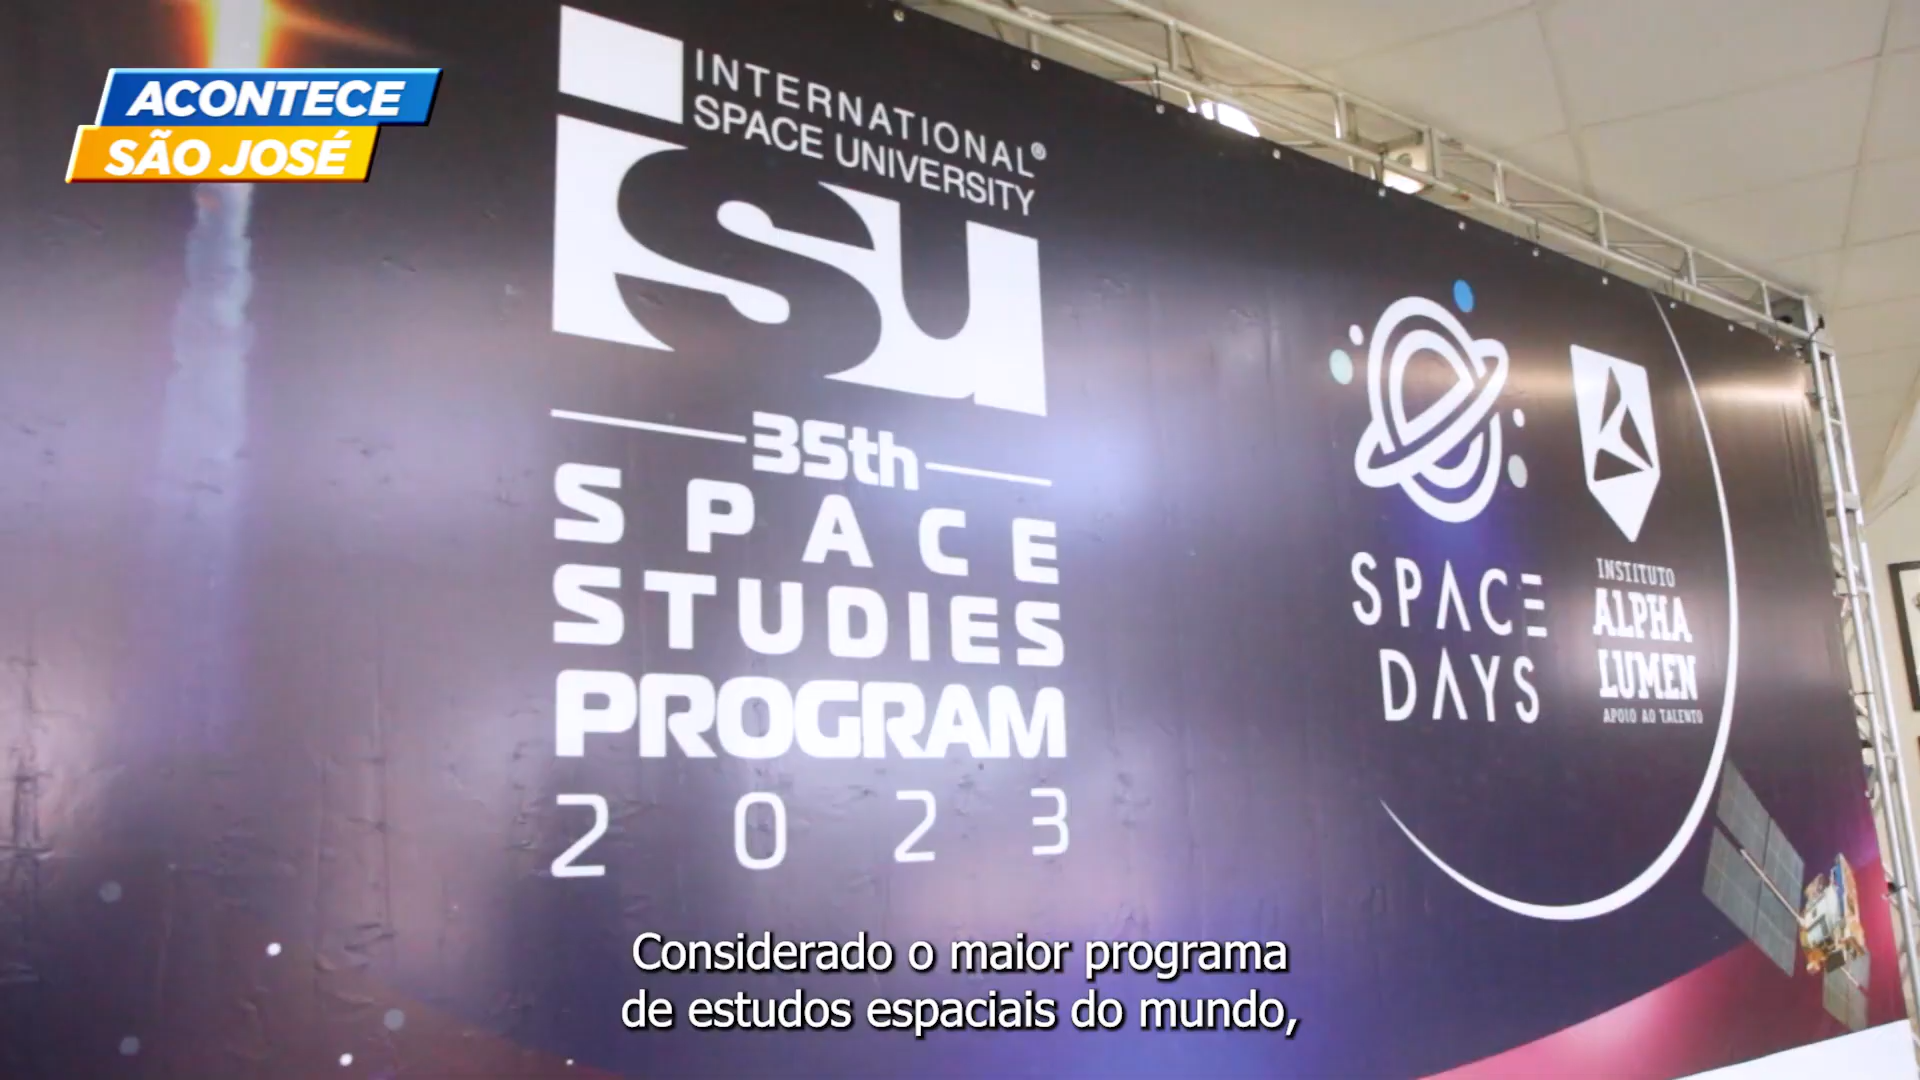 ACONTECE
SÃO JOSÉ
INTERNATIONAL®
SPACE UNIVERSITY
isu
35th
SPACE
STUDIES
PROGRAM
2023
SPACE
DAYS
INSTITUTO
ALPHA
LUMEN
APOIO AO TALENTO
Considerado o maior programa
de estudos espaciais do mundo,